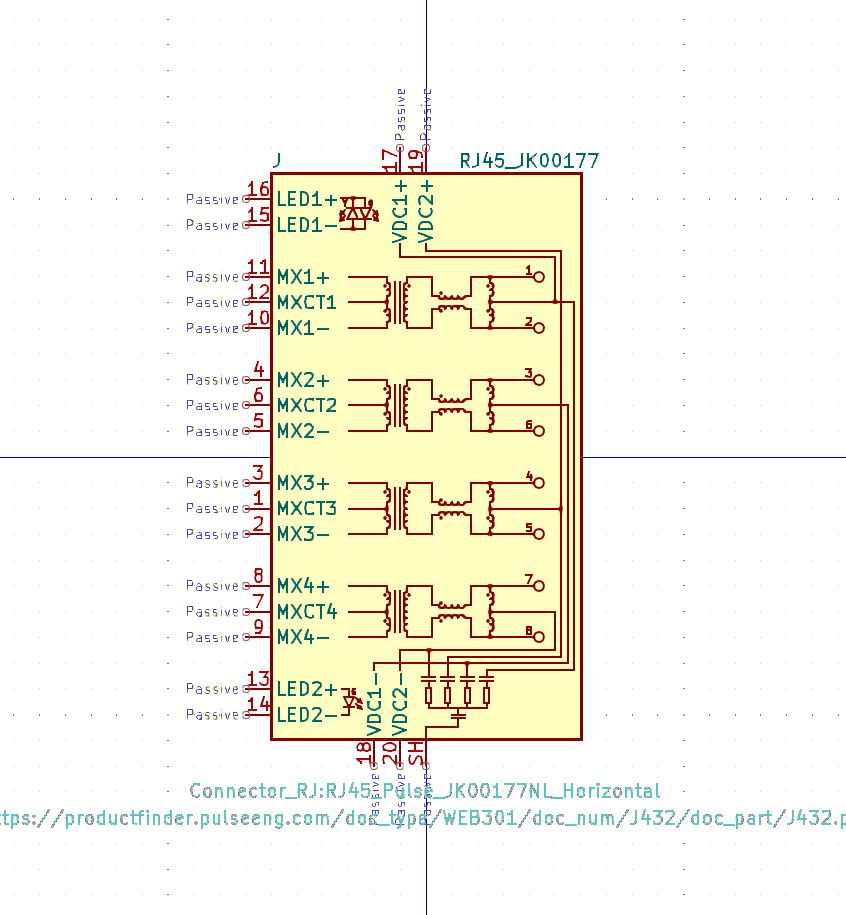 Passive Passive
17 19
J RJ45_JK00177
VDC1+ VDC2+
Passive 16 LED1+
Passive 15 LED1-
Passive 11 MX1+ 1
Passive 12 MXCT1
Passive 10 MX1- 2
Passive 4 MX2+ 3
Passive 6 MXCT2
Passive 5 MX2- 6
Passive 3 MX3+ 4
Passive 1 MXCT3
Passive 2 MX3- 5
Passive 8 MX4+ 7
Passive 7 MXCT4
Passive 9 MX4- 8
Passive 13 LED2+
Passive 14 LED2-
VDC1- VDC2-
18 20 SH
Passive Passive Passive
Connector_RJ:RJ45_Pulse_JK00177NL_Horizontal
ttps://productfinder.pulseeng.com/doc_type/WEB301/doc_num/J432/doc_part/J432.p